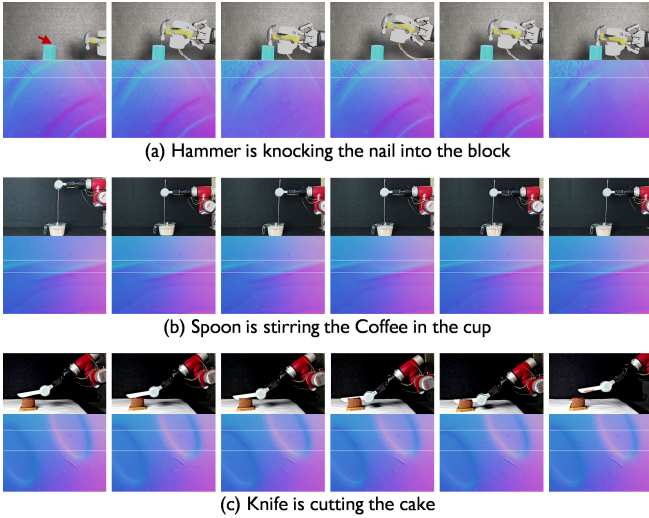 (a) Hammer is knocking the nail into the block
(b) Spoon is stirring the Coffee in the cup
(c) Knife is cutting the cake